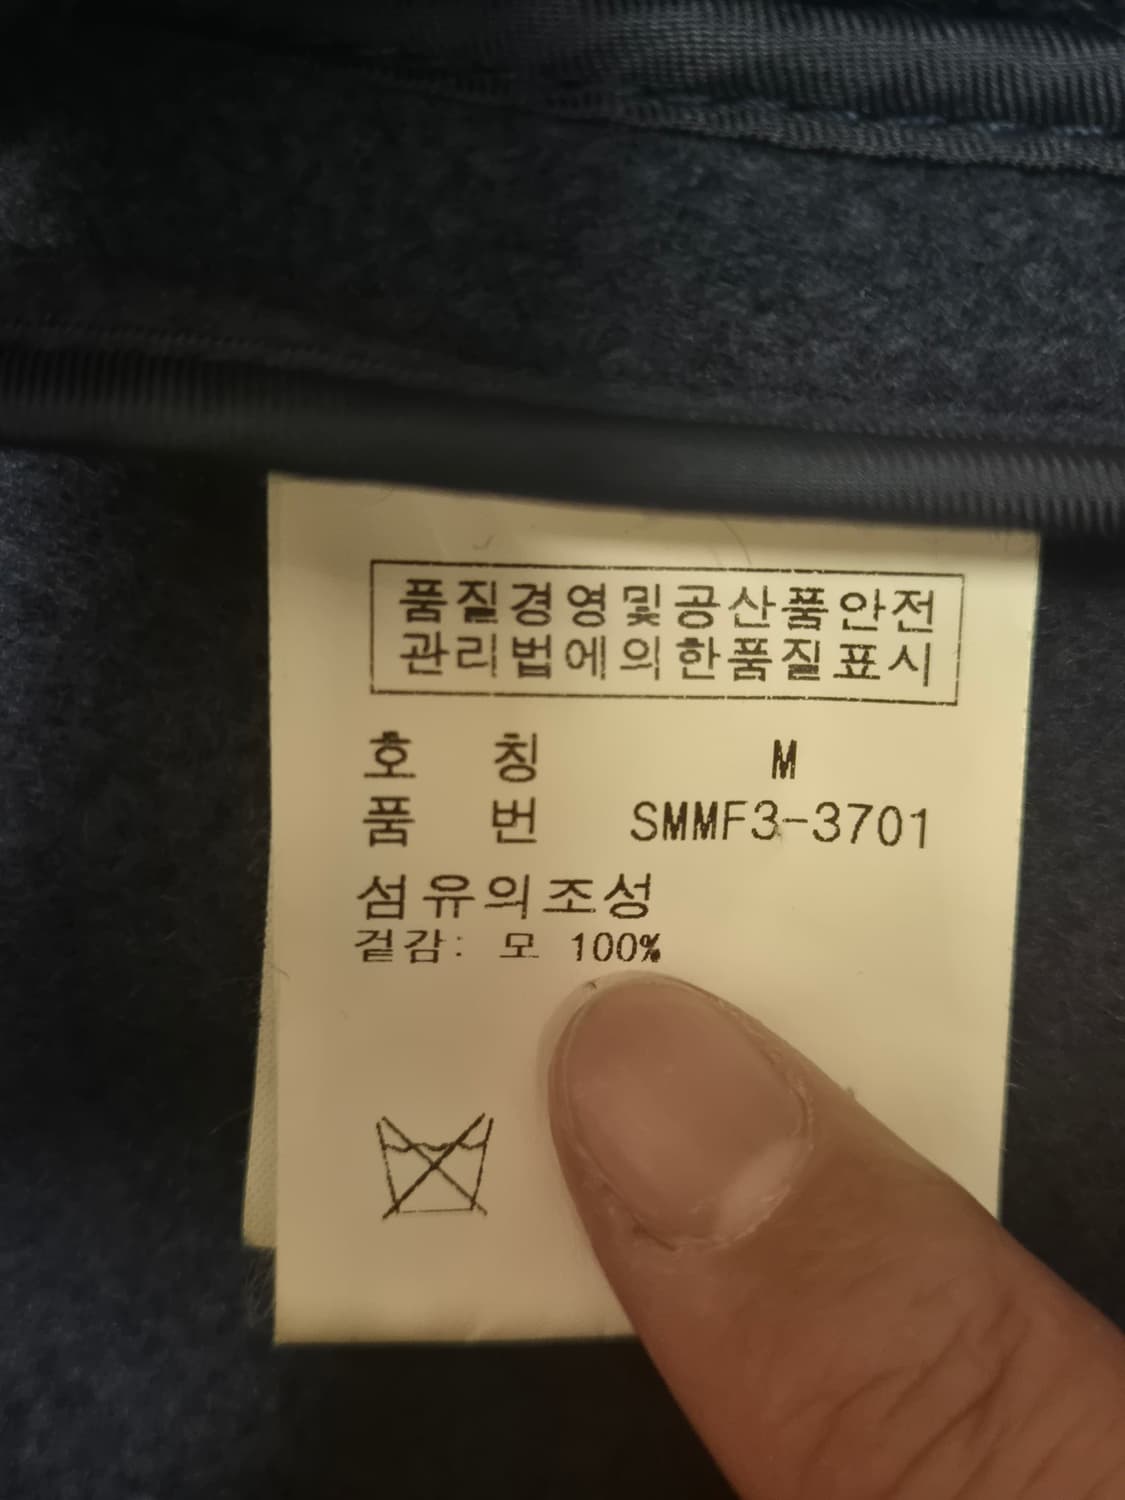 품질경영및공산품안전
관리법에의한품질표시
호 칭 M
품 번 SMMF3-3701
섬유의조성
겉감: 모 100%